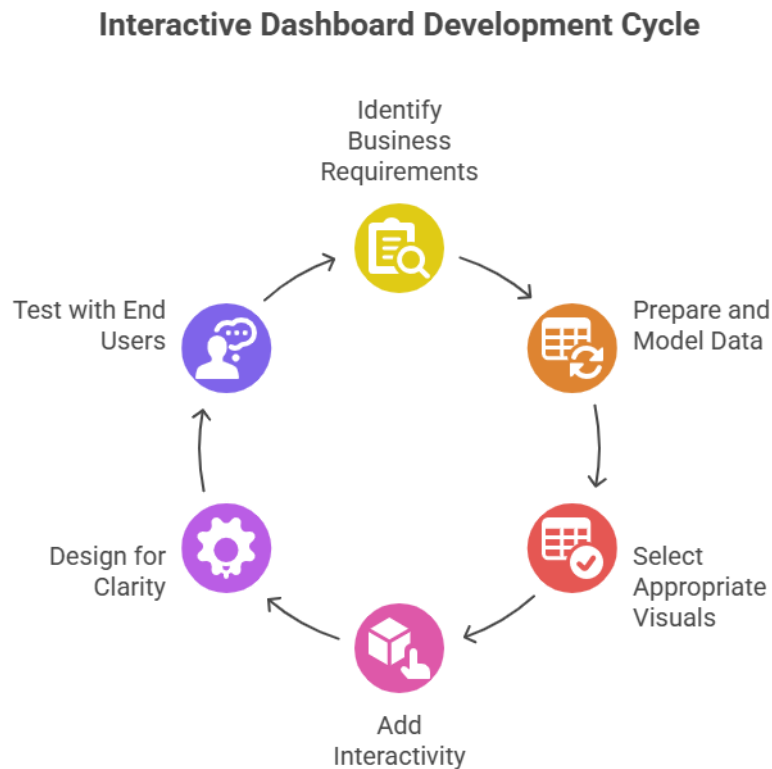 Interactive Dashboard Development Cycle
Identify
Business
Requirements
Prepare and
Model Data
Select
Appropriate
Visuals
Add
Interactivity
Design for
Clarity
Test with End
Users